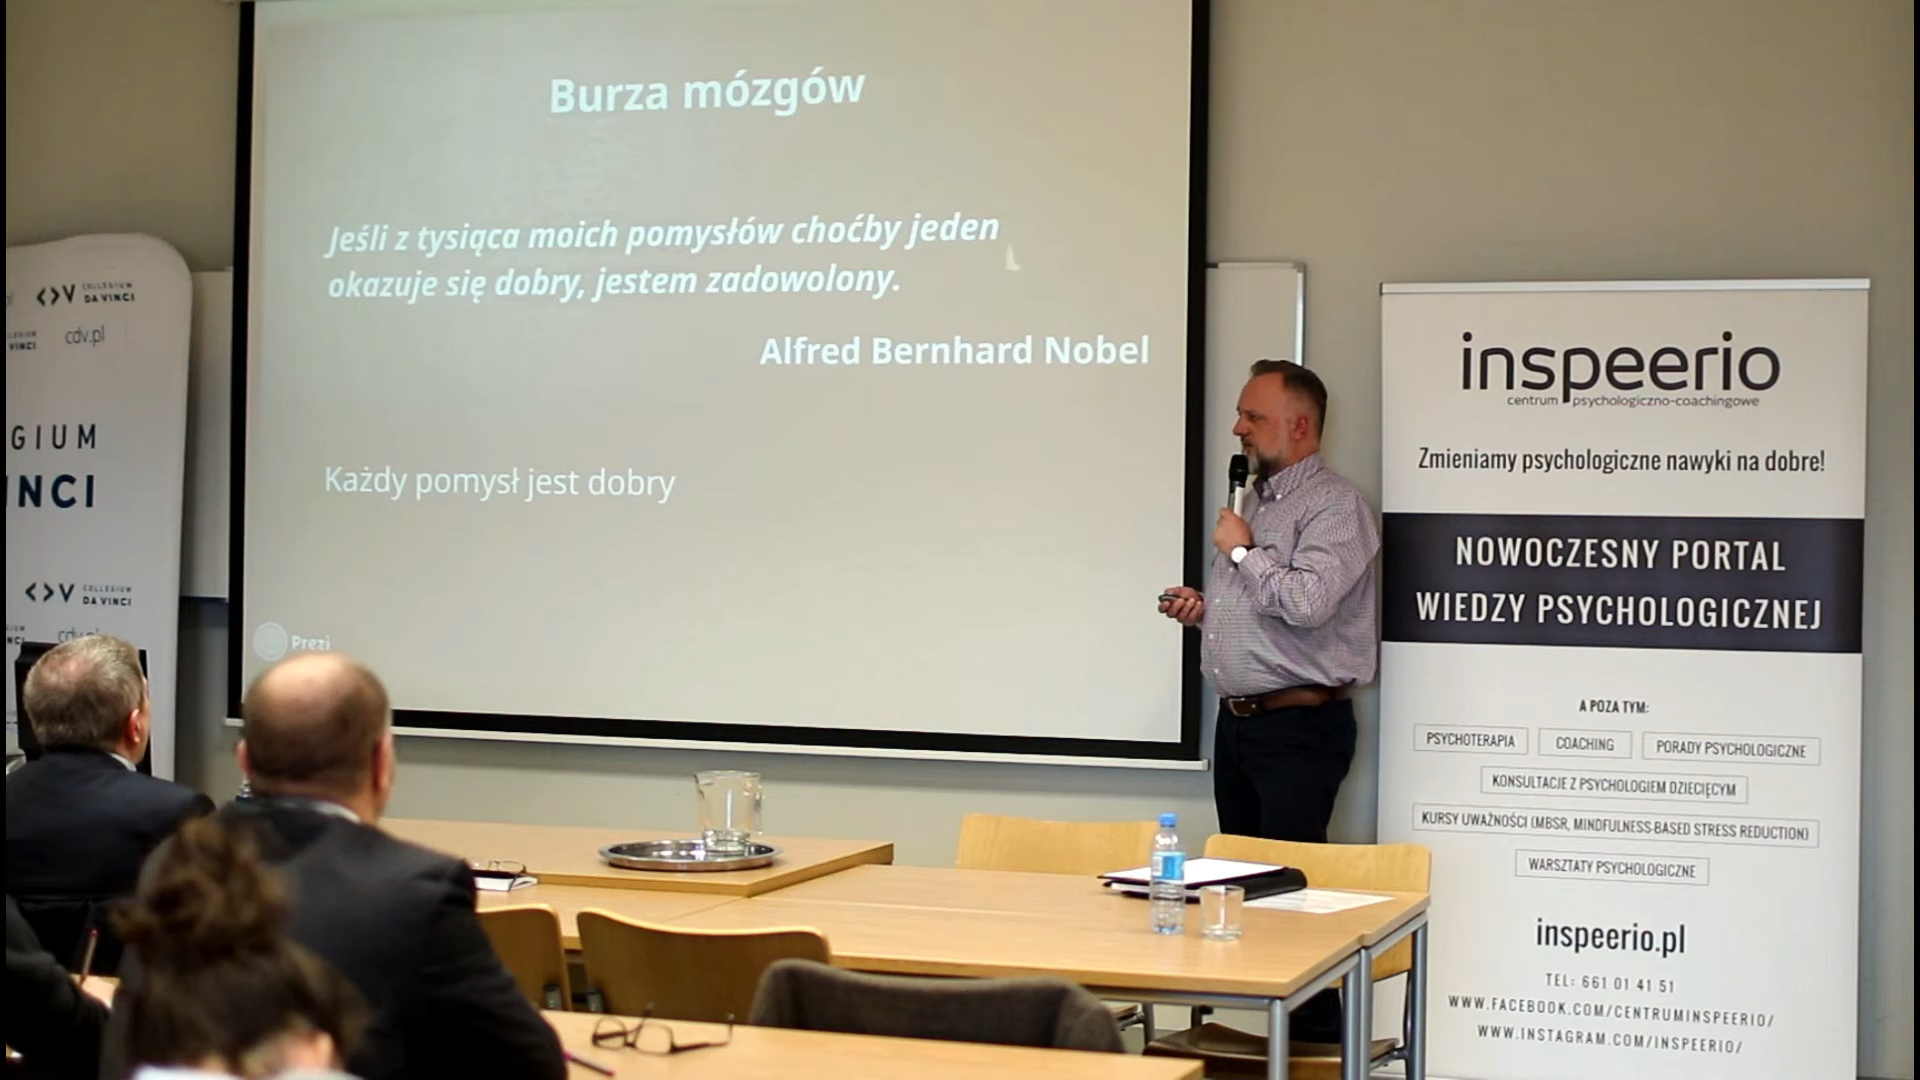 Burza mózgów
Jeśli z tysiąca moich pomysłów choćby jeden
okazuje się dobry, jestem zadowolony.
Alfred Bernhard Nobel
Każdy pomysł jest dobry
Prezi
COLLEGIUM
DA VINCI
cdv.pl
GIUM
INCI
COLLEGIUM
DA VINCI
inspeerio
centrum psychologiczno-coachingowe
Zmieniamy psychologiczne nawyki na dobre!
NOWOCZESNY PORTAL
WIEDZY PSYCHOLOGICZNEJ
A POZA TYM:
PSYCHOTERAPIA COACHING PORADY PSYCHOLOGICZNE
KONSULTACJE Z PSYCHOLOGIEM DZIECIĘCYM
KURSY UWAŻNOŚCI (MBSR, MINDFULNESS-BASED STRESS REDUCTION)
WARSZTATY PSYCHOLOGICZNE
inspeerio.pl
TEL: 661 01 41 51
WWW.FACEBOOK.COM/CENTRUMINSPEERIO/
WWW.INSTAGRAM.COM/INSPEERIO/